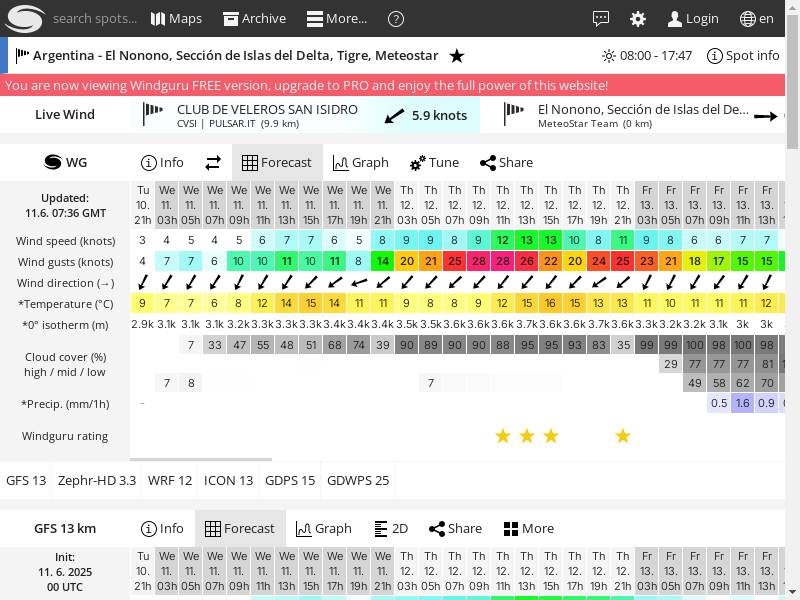 search spots... Maps Archive More... ? Login en
Argentina - El Nonono, Sección de Islas del Delta, Tigre, Meteostar 08:00 - 17:47 Spot info
You are now viewing Windguru FREE version, upgrade to PRO and enjoy the full power of this website!
Live Wind
CLUB DE VELEROS SAN ISIDRO
CVSI | PULSAR.IT (9.9 km)
5.9 knots
El Nonono, Sección de Islas del De...
MeteoStar Team (0 km)
WG Info Forecast Graph Tune Share
Updated:
11.6. 07:36 GMT
Tu We We We We We We We We We We Th Th Th Th Th Th Th Th Th Th Fr Fr Fr Fr Fr Fr
10. 11. 11. 11. 11. 11. 11. 11. 11. 11. 11. 12. 12. 12. 12. 12. 12. 12. 12. 12. 12. 13. 13. 13. 13. 13. 13.
21h 03h 05h 07h 09h 11h 13h 15h 17h 19h 21h 03h 05h 07h 09h 11h 13h 15h 17h 19h 21h 03h 05h 07h 09h 11h 13h
Wind speed (knots) 3 4 5 4 5 6 7 7 6 5 8 9 9 8 9 12 13 13 10 8 11 9 8 6 6 7 7
Wind gusts (knots) 4 7 7 6 10 10 11 10 11 8 14 20 21 25 28 28 26 22 20 24 25 23 21 18 17 15 15
Wind direction (→)
*Temperature (°C) 9 7 7 6 8 12 14 15 14 11 11 9 8 8 9 12 15 16 15 13 13 11 10 11 11 11 12
*0° isotherm (m) 2.9k 3.1k 3.1k 3.1k 3.2k 3.3k 3.3k 3.3k 3.4k 3.4k 3.4k 3.5k 3.5k 3.6k 3.6k 3.6k 3.7k 3.6k 3.6k 3.7k 3.6k 3.3k 3.2k 3.2k 3.1k 3k 3k
Cloud cover (%)
high / mid / low
7 33 47 55 48 51 68 74 39 90 89 90 90 88 95 95 93 83 35 99 99 100 98 100 98
29 77 77 77 81
7 8 7 49 58 62 70
*Precip. (mm/1h) - 0.5 1.6 0.9
Windguru rating
GFS 13 Zephr-HD 3.3 WRF 12 ICON 13 GDPS 15 GDWPS 25
GFS 13 km Info Forecast Graph 2D Share More
Init:
11. 6. 2025
00 UTC
Tu We We We We We We We We We We Th Th Th Th Th Th Th Th Th Th Fr Fr Fr Fr Fr Fr
10. 11. 11. 11. 11. 11. 11. 11. 11. 11. 11. 12. 12. 12. 12. 12. 12. 12. 12. 12. 12. 13. 13. 13. 13. 13. 13.
21h 03h 05h 07h 09h 11h 13h 15h 17h 19h 21h 03h 05h 07h 09h 11h 13h 15h 17h 19h 21h 03h 05h 07h 09h 11h 13h